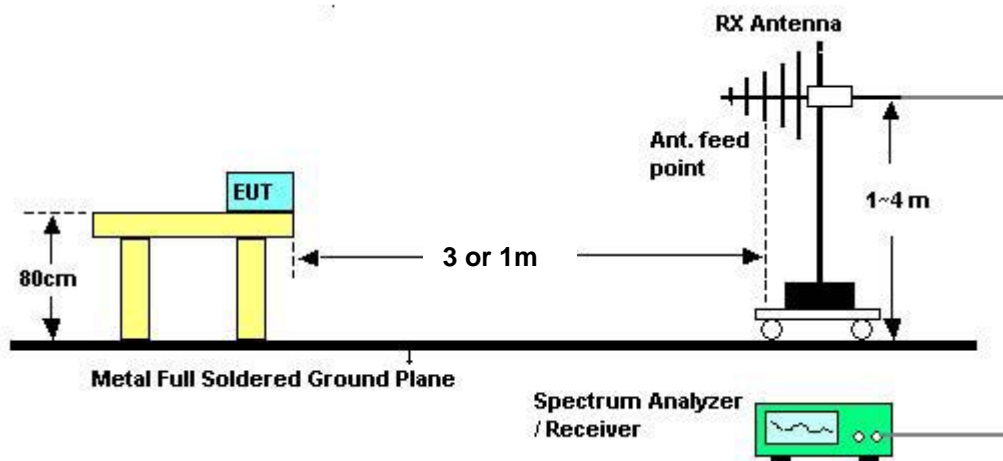 RX Antenna
Ant. feed
point
EUT
1~4 m
3 or 1m
80cm
Metal Full Soldered Ground Plane
Spectrum Analyzer
/ Receiver